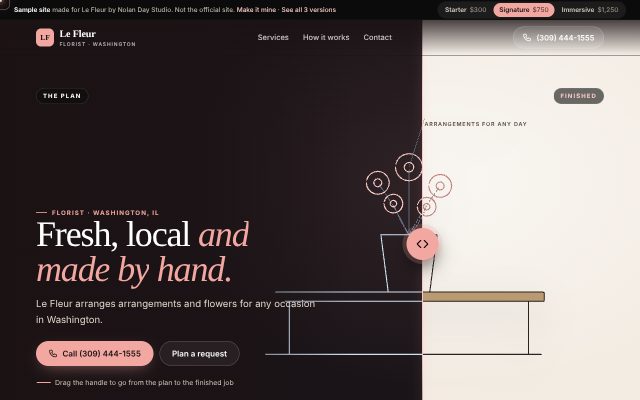 Sample site made for Le Fleur by Nolan Day Studio. Not the official site. Make it mine · See all 3 versions
Starter $300 Signature $750 Immersive $1,250
LF Le Fleur
FLORIST · WASHINGTON
Services How it works Contact
(309) 444-1555
THE PLAN
FINISHED
ARRANGEMENTS FOR ANY DAY
FLORIST · WASHINGTON, IL
Fresh, local and
made by hand.
Le Fleur arranges arrangements and flowers for any occasion
in Washington.
Call (309) 444-1555 Plan a request
Drag the handle to go from the plan to the finished job